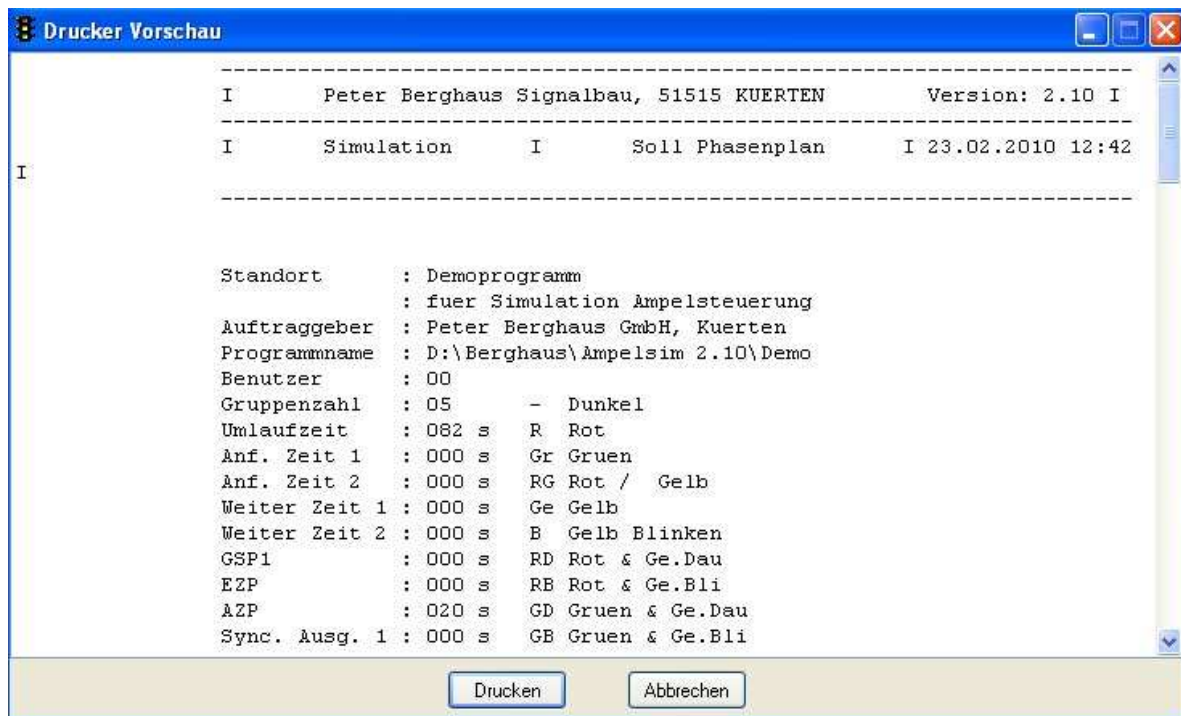 Drucker Vorschau
--------------------------------------------------------------------------------
I Peter Berghaus Signalbau, 51515 KUERTEN Version: 2.10 I
--------------------------------------------------------------------------------
I Simulation I Soll Phasenplan I 23.02.2010 12:42
I
--------------------------------------------------------------------------------
Standort : Demoprogramm
: fuer Simulation Ampelsteuerung
Auftraggeber : Peter Berghaus GmbH, Kuerten
Programmname : D:\Berghaus\Ampelsim 2.10\Demo
Benutzer : 00
Gruppenzahl : 05 - Dunkel
Umlaufzeit : 082 s R Rot
Anf. Zeit 1 : 000 s Gr Gruen
Anf. Zeit 2 : 000 s RG Rot / Gelb
Weiter Zeit 1 : 000 s Ge Gelb
Weiter Zeit 2 : 000 s B Gelb Blinken
GSP1 : 000 s RD Rot & Ge.Dau
EZP : 000 s RB Rot & Ge.Bli
AZP : 020 s GD Gruen & Ge.Dau
Sync. Ausg. 1 : 000 s GB Gruen & Ge.Bli
Drucken Abbrechen